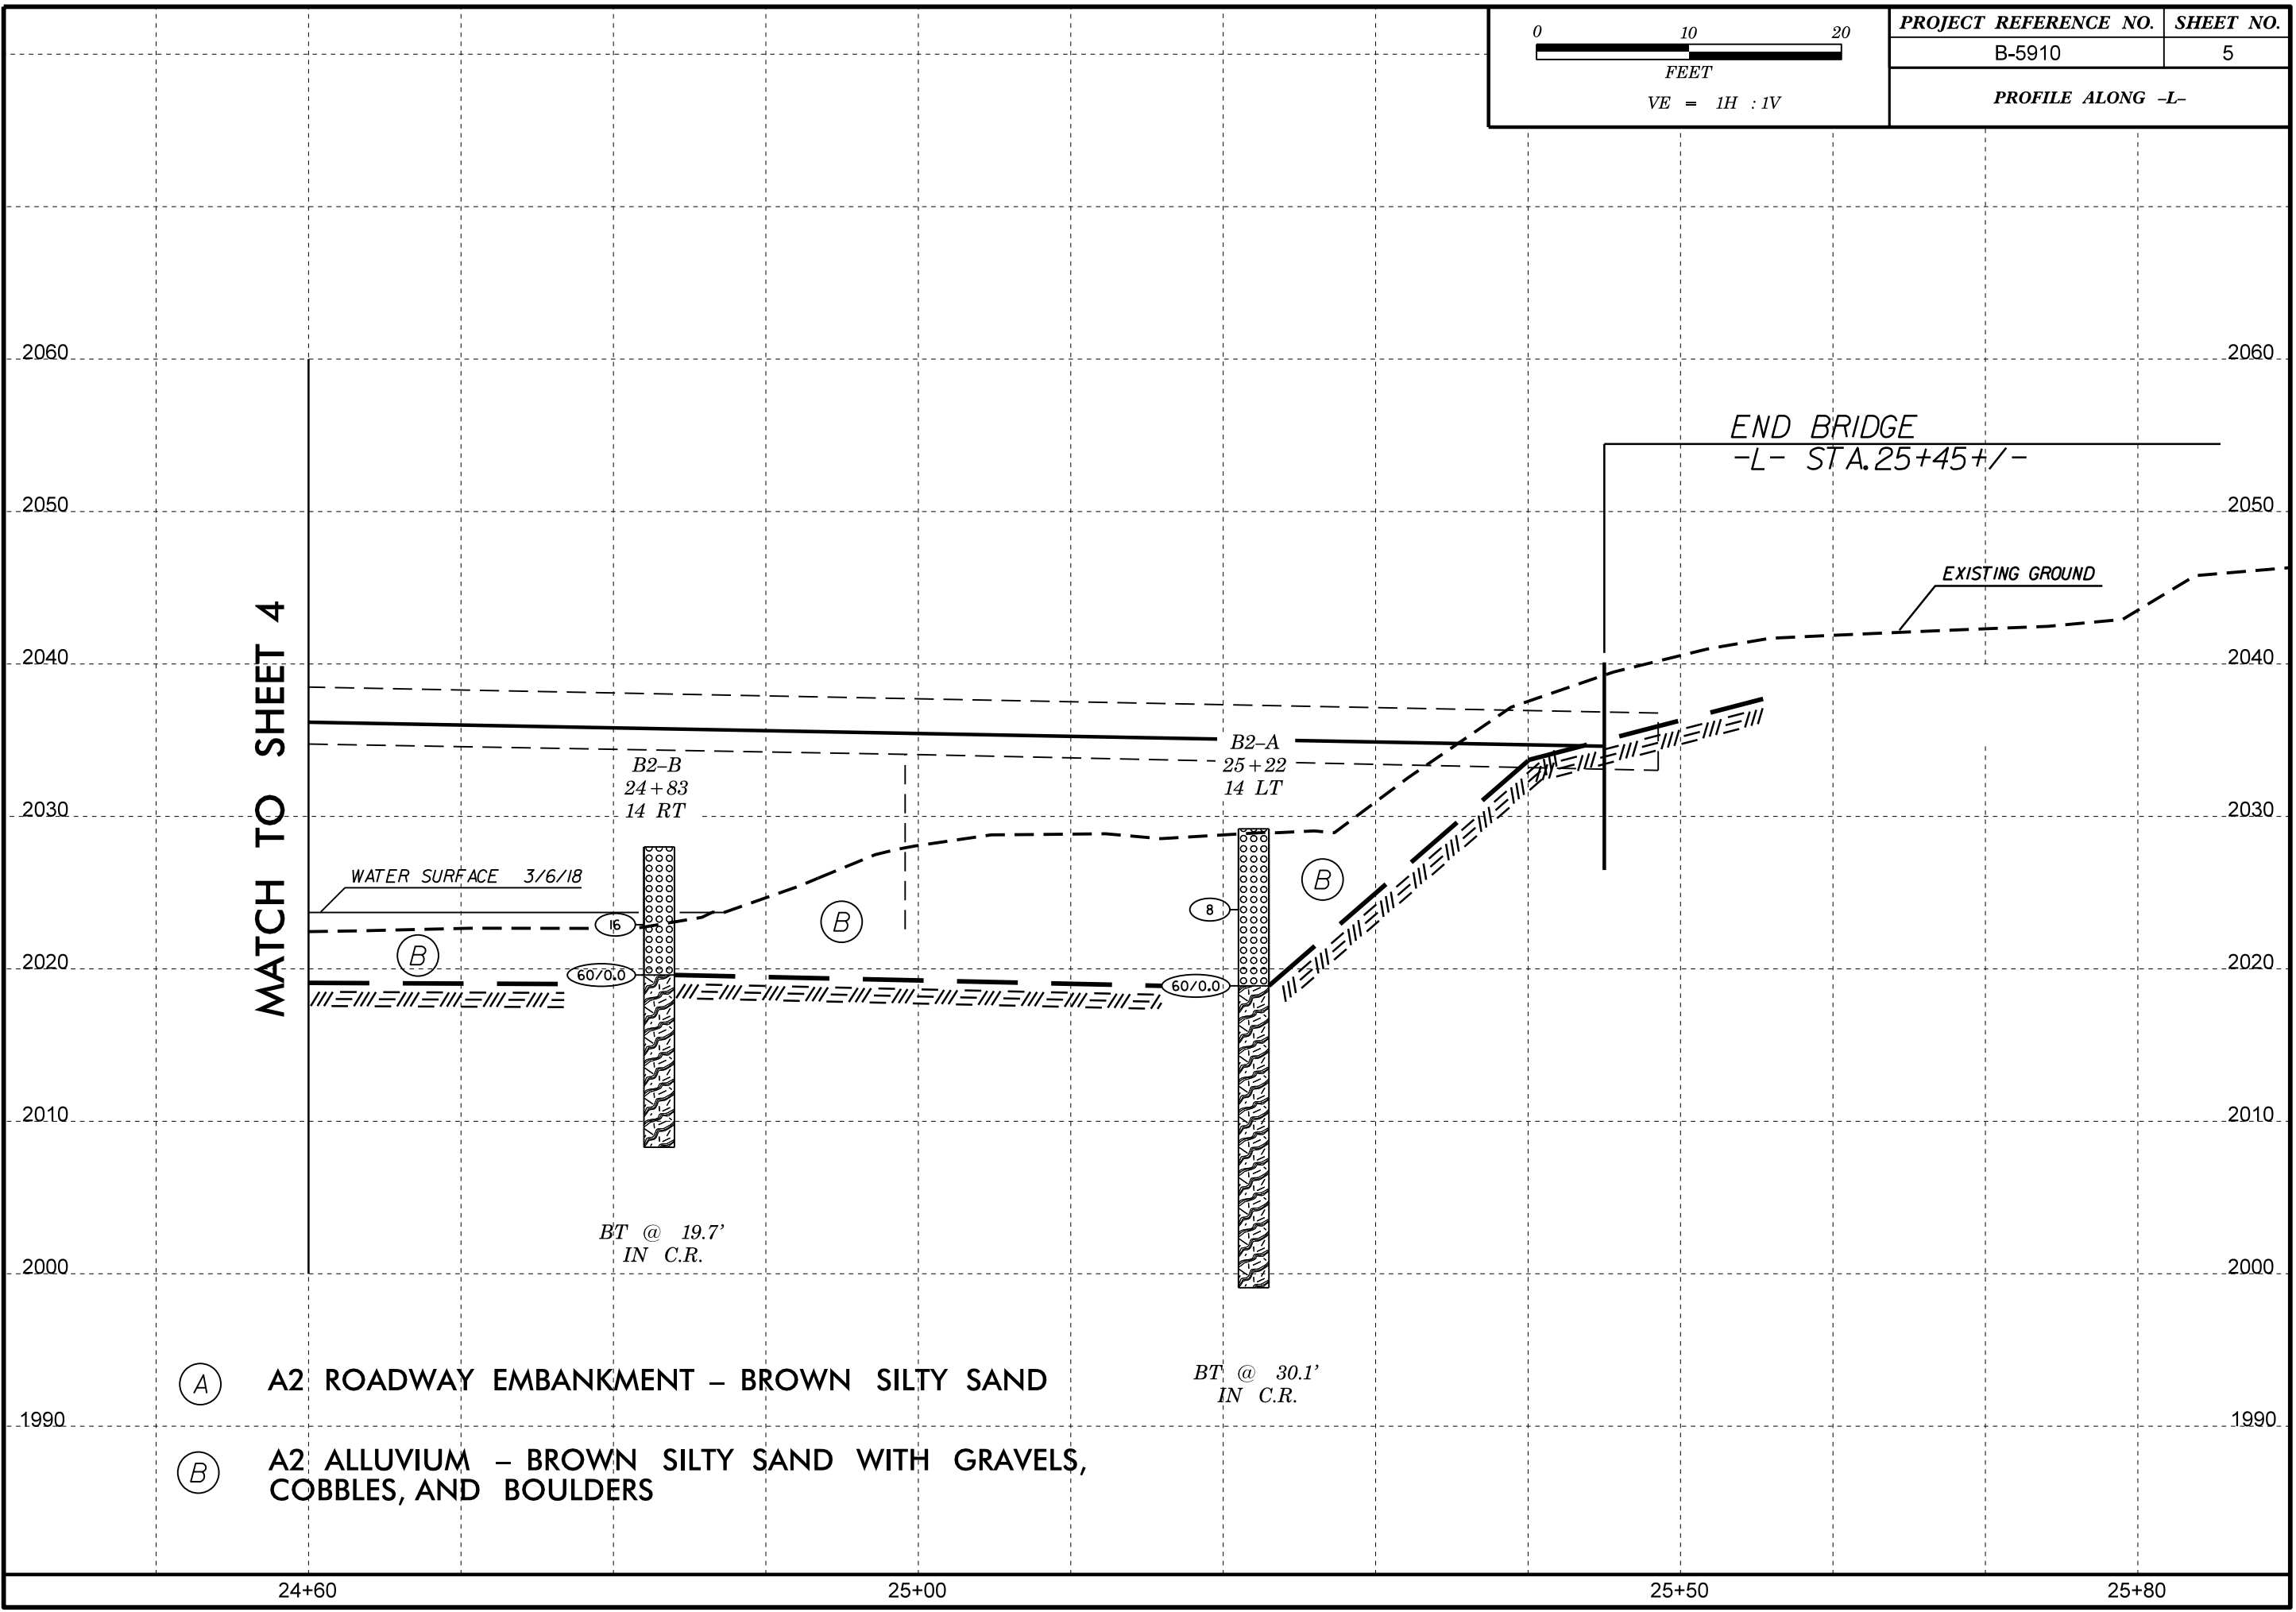 0 10 20
FEET
VE = 1H : 1V
PROJECT REFERENCE NO. SHEET NO.
B-5910 5
PROFILE ALONG –L–
2060 2060
END BRIDGE
-L- STA.25+45+/-
2050 2050
EXISTING GROUND
MATCH TO SHEET 4
2040 2040
B2–B
24+83
14 RT
B2–A
25+22
14 LT
2030 2030
WATER SURFACE 3/6/18
B
B
B
16
8
2020 2020
60/0.0
60/0.0
2010 2010
BT @ 19.7'
IN C.R.
2000 2000
BT @ 30.1'
IN C.R.
A A2 ROADWAY EMBANKMENT – BROWN SILTY SAND
1990 1990
B A2 ALLUVIUM – BROWN SILTY SAND WITH GRAVELS,
COBBLES, AND BOULDERS
24+60 25+00 25+50 25+80